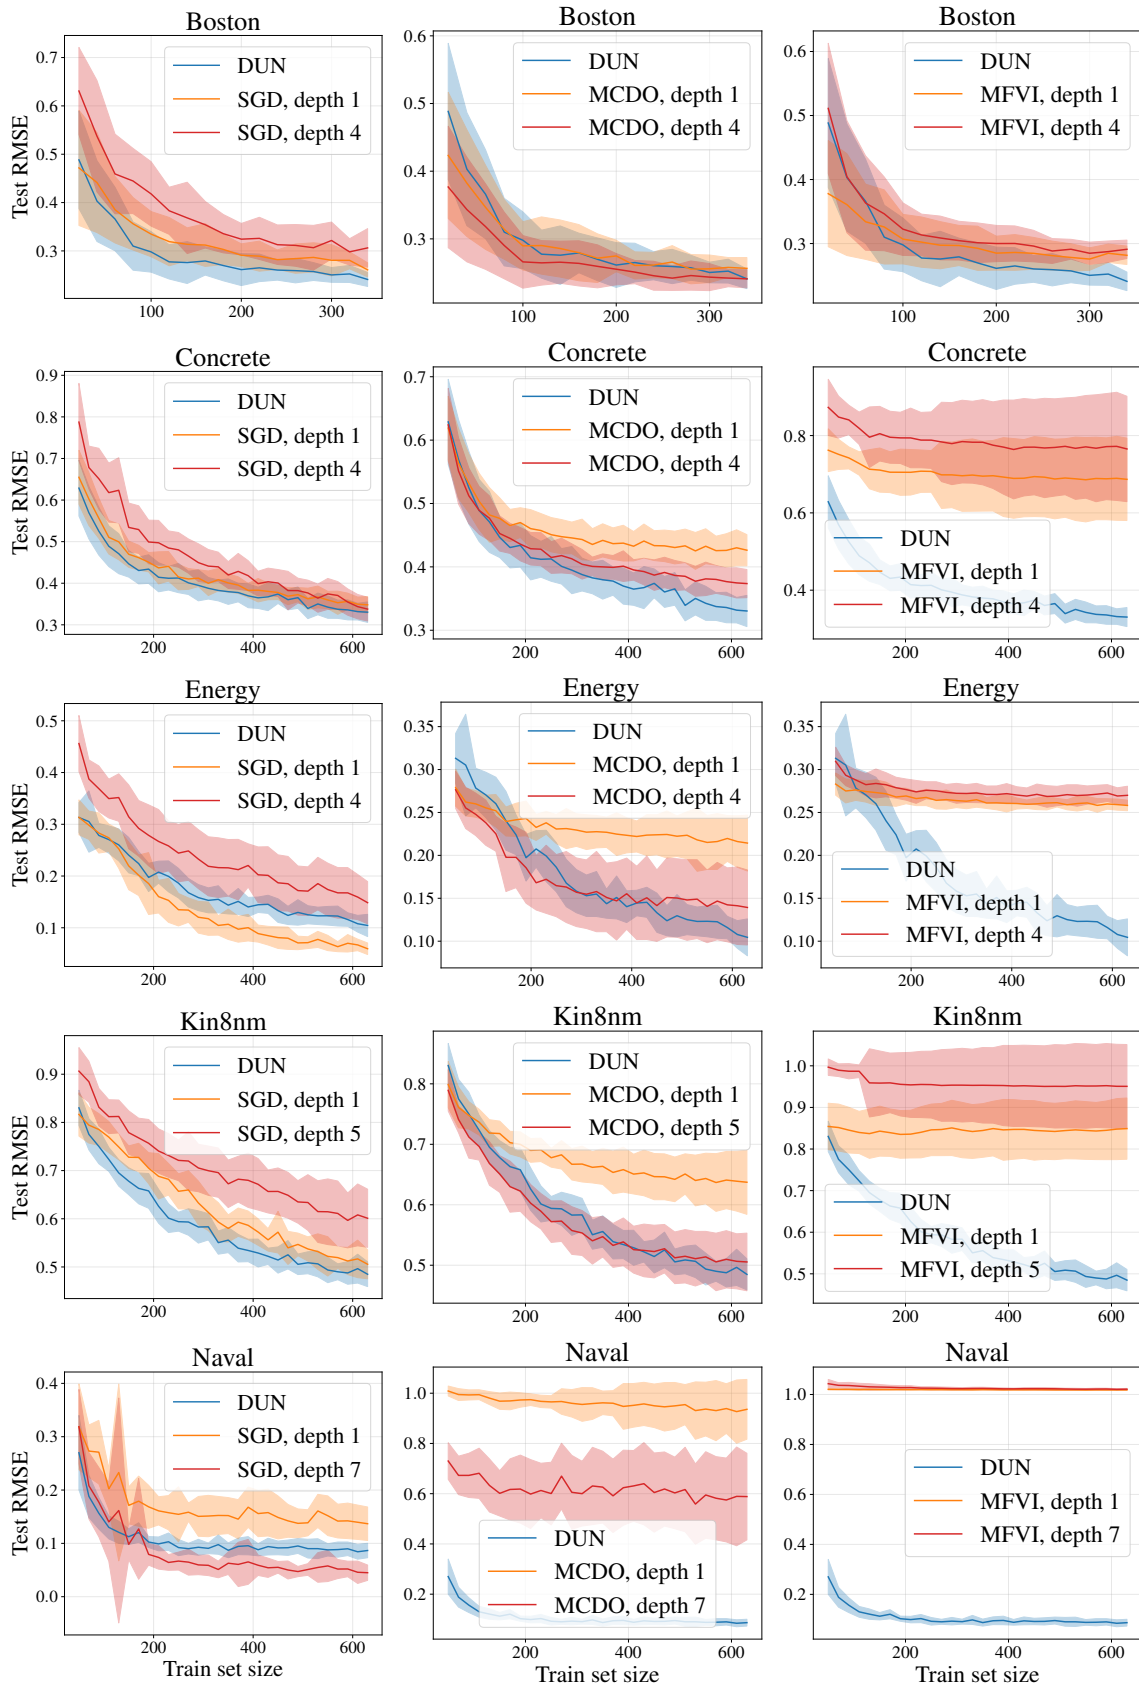 Boston
Test RMSE
0.7
0.6
0.5
0.4
0.3
100
200
300
DUN
SGD, depth 1
SGD, depth 4
Boston
0.6
0.5
0.4
0.3
100
200
300
DUN
MCDO, depth 1
MCDO, depth 4
Boston
0.6
0.5
0.4
0.3
100
200
300
DUN
MFVI, depth 1
MFVI, depth 4
Concrete
Test RMSE
0.9
0.8
0.7
0.6
0.5
0.4
0.3
200
400
600
DUN
SGD, depth 1
SGD, depth 4
Concrete
0.7
0.6
0.5
0.4
0.3
200
400
600
DUN
MCDO, depth 1
MCDO, depth 4
Concrete
0.8
0.6
0.4
200
400
600
DUN
MFVI, depth 1
MFVI, depth 4
Energy
Test RMSE
0.5
0.4
0.3
0.2
0.1
200
400
600
DUN
SGD, depth 1
SGD, depth 4
Energy
0.35
0.30
0.25
0.20
0.15
0.10
200
400
600
DUN
MCDO, depth 1
MCDO, depth 4
Energy
0.35
0.30
0.25
0.20
0.15
0.10
200
400
600
DUN
MFVI, depth 1
MFVI, depth 4
Kin8nm
Test RMSE
0.9
0.8
0.7
0.6
0.5
200
400
600
DUN
SGD, depth 1
SGD, depth 5
Kin8nm
0.8
0.7
0.6
0.5
200
400
600
DUN
MCDO, depth 1
MCDO, depth 5
Kin8nm
1.0
0.9
0.8
0.7
0.6
0.5
200
400
600
DUN
MFVI, depth 1
MFVI, depth 5
Naval
Test RMSE
0.4
0.3
0.2
0.1
0.0
200
400
600
Train set size
DUN
SGD, depth 1
SGD, depth 7
Naval
1.0
0.8
0.6
0.4
0.2
200
400
600
Train set size
DUN
MCDO, depth 1
MCDO, depth 7
Naval
1.0
0.8
0.6
0.4
0.2
200
400
600
Train set size
DUN
MFVI, depth 1
MFVI, depth 7